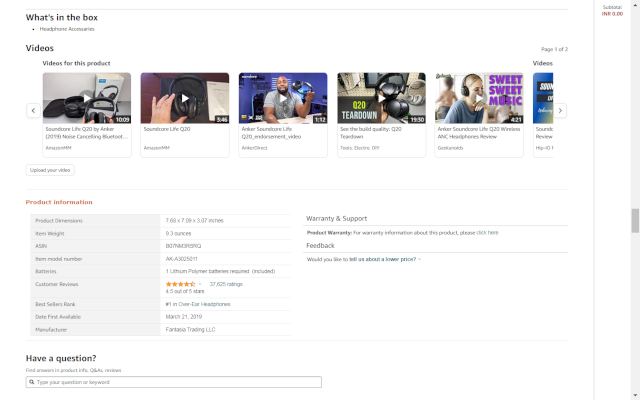 Subtotal
INR 0.00
What's in the box
• Headphone Accessories
Videos
Page 1 of 2
Videos for this product
Videos
10:09
3:46
soundcore
1:12
Q20
TEARDOWN
19:30
SWEET
SWEET
MUSIC
4:21
Soundcore Life Q20 by Anker
(2019) Noise Cancelling Bluetoot...
AmazonMM
Soundcore Life Q20
AmazonMM
Anker Soundcore Life
Q20_endorsement_video
AnkerDirect
See the build quality: Q20
Teardown
Tools, Electro, DIY
Anker Soundcore Life Q20 Wireless
ANC Headphones Review
Geekanoids
Soundc
Review
Hip-iO-R
Upload your video
Product information
Product Dimensions 7.68 x 7.09 x 3.97 inches
Item Weight 9.3 ounces
ASIN B07NM3RSRQ
Item model number AK-A3025011
Batteries 1 Lithium Polymer batteries required. (included)
Customer Reviews 37,625 ratings
4.5 out of 5 stars
Best Sellers Rank #1 in Over-Ear Headphones
Date First Available March 21, 2019
Manufacturer Fantasia Trading LLC
Warranty & Support
Product Warranty: For warranty information about this product, please click here
Feedback
Would you like to tell us about a lower price?
Have a question?
Find answers in product info, Q&As, reviews
Type your question or keyword